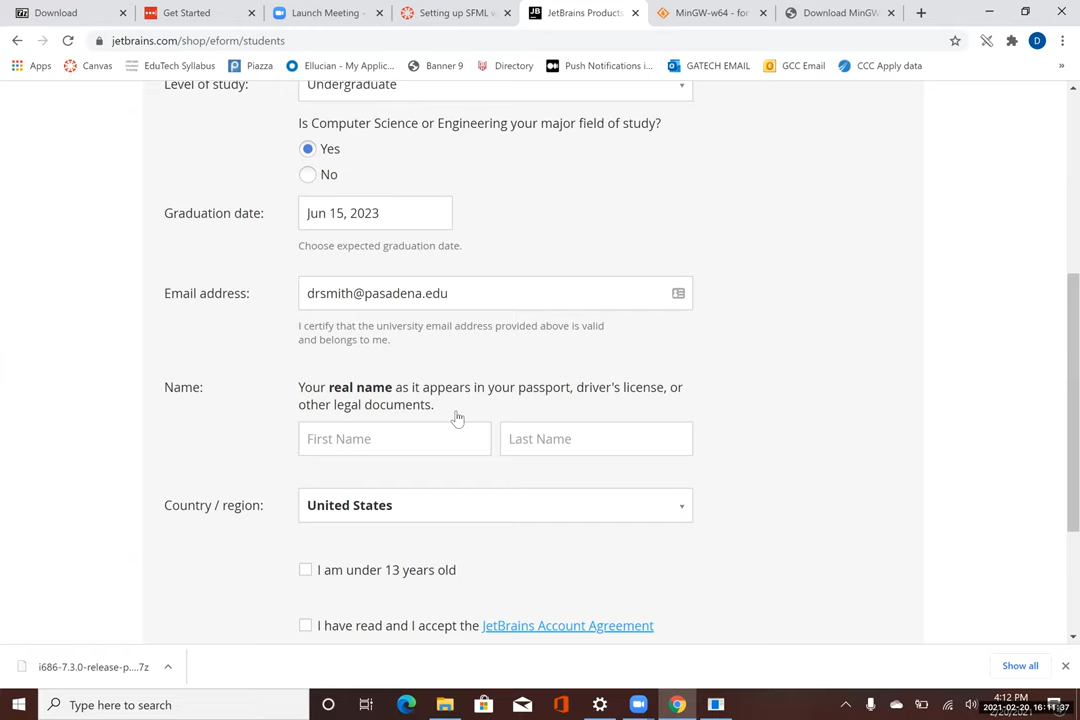 Download
Get Started
Launch Meeting -
Setting up SFML w
JetBrains Products
MinGW-w64 - for
Download MinGW
jetbrains.com/shop/eform/students
Apps
Canvas
EduTech Syllabus
Piazza
Ellucian - My Applic...
Banner 9
Directory
Push Notifications i...
GATECH EMAIL
GCC Email
CCC Apply data
»
D
Level of study:
Undergraduate
Is Computer Science or Engineering your major field of study?
Yes
No
Graduation date:
Jun 15, 2023
Choose expected graduation date.
Email address:
drsmith@pasadena.edu
I certify that the university email address provided above is valid
and belongs to me.
Name:
Your real name as it appears in your passport, driver's license, or
other legal documents.
First Name
Last Name
Country / region:
United States
I am under 13 years old
I have read and I accept the JetBrains Account Agreement
i686-7.3.0-release-p....7z
Show all
Type here to search
4:12 PM
2021-02-20 16:11:37